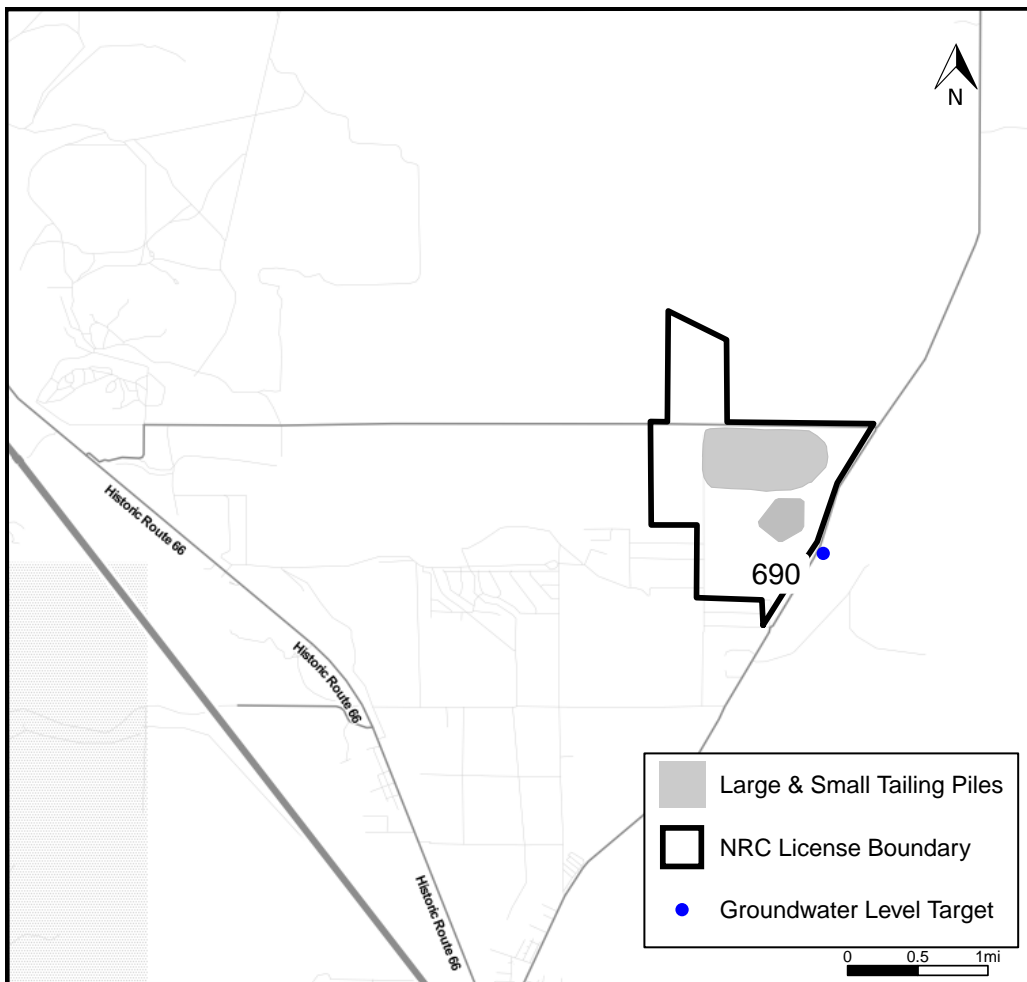 N
Historic Route 66
690
Historic Route 66
Large & Small Tailing Piles
NRC License Boundary
Historic Route 66
Groundwater Level Target
0 0.5 1mi